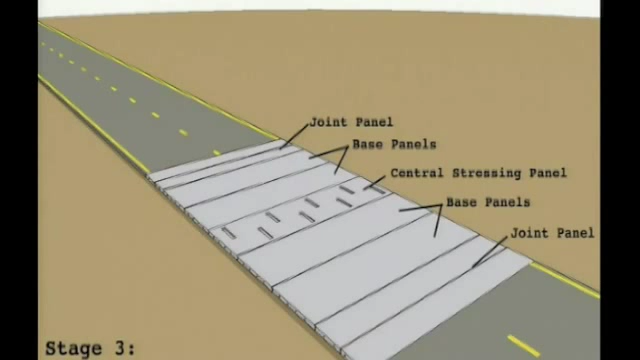 Joint Panel
Base Panels
Central Stressing Panel
Base Panels
Joint Panel
Stage 3: